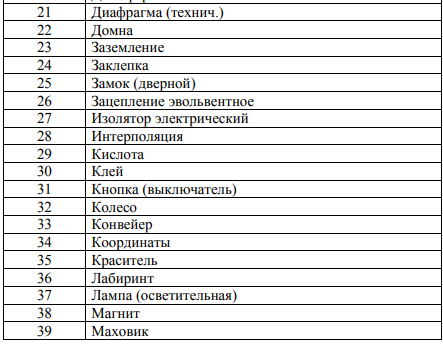 21 Диафрагма (технич.)
22 Домна
23 Заземление
24 Заклепка
25 Замок (дверной)
26 Зацепление эвольвентное
27 Изолятор электрический
28 Интерполяция
29 Кислота
30 Клей
31 Кнопка (выключатель)
32 Колесо
33 Конвейер
34 Координаты
35 Краситель
36 Лабиринт
37 Лампа (осветительная)
38 Магнит
39 Маховик